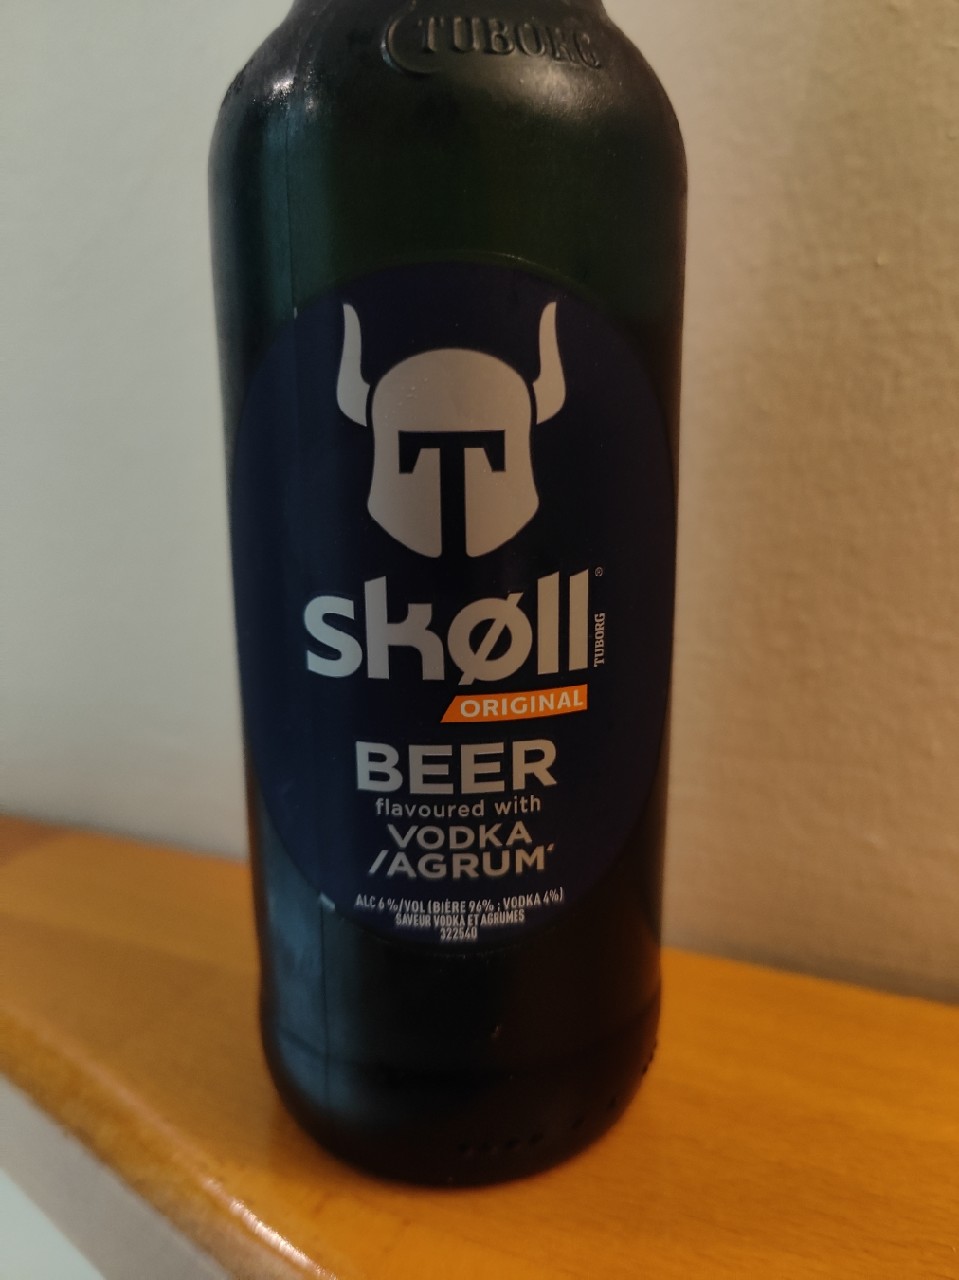 TUBORG
T
skøll®
TUBORG
ORIGINAL
BEER
flavoured with
VODKA
/AGRUM'
ALC 6 %/VOL (BIÈRE 96% ; VODKA 4%)
SAVEUR VODKA ET AGRUMES
322540